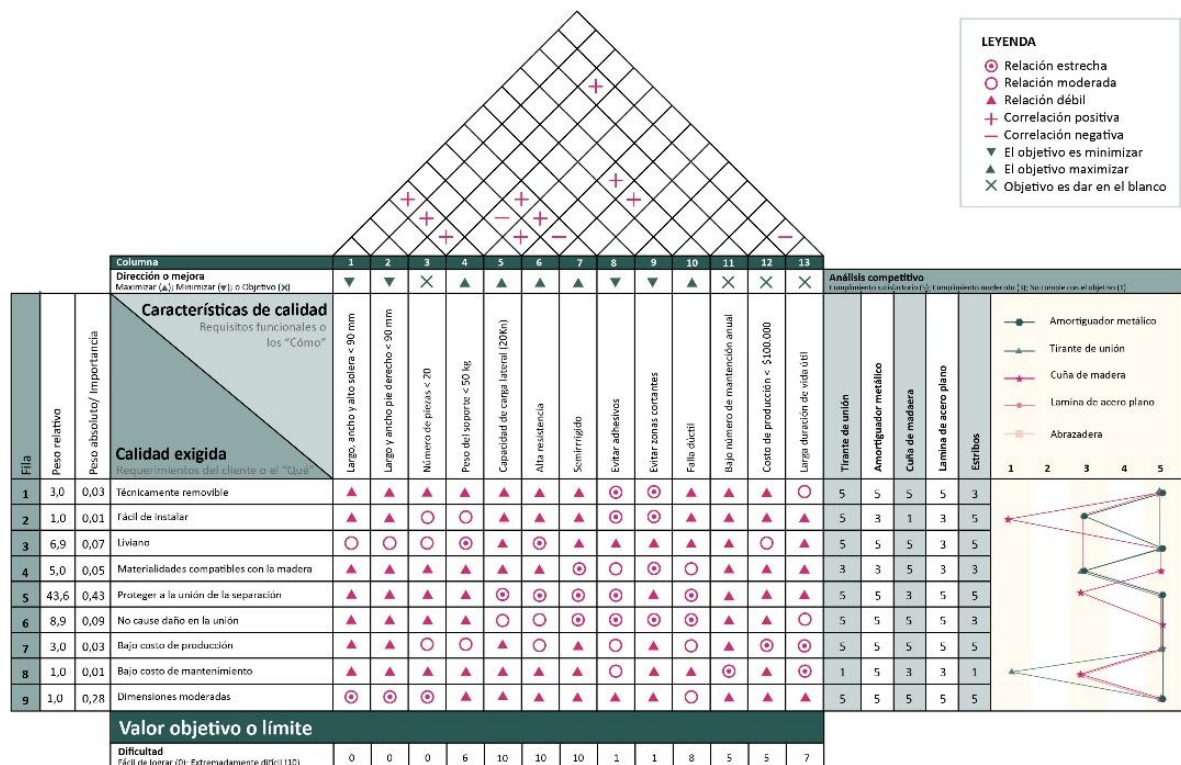 LEYENDA
Relación estrecha
Relación moderada
Relación débil
Correlación positiva
Correlación negativa
El objetivo es minimizar
El objetivo maximizar
Objetivo es dar en el blanco
Columna 1 2 3 4 5 6 7 8 9 10 11 12 13
Dirección o mejora
Maximizar (▲); Minimizar (▼); o Objetivo (X)
Análisis competitivo
Cumplimiento satisfactorio (5); Cumplimiento moderado (3); No cumple con el objetivo (1)
Características de calidad
Requisitos funcionales o
los "Cómo"
Calidad exigida
Requerimientos del cliente o el "Qué"
Fila
Peso relativo
Peso absoluto/ Importancia
Largo, ancho y alto solera < 90 mm
Largo y ancho pie derecho < 90 mm
Número de piezas < 20
Peso del soporte < 50 kg
Capacidad de carga lateral (20Kn)
Alta resistencia
Semirrígido
Evitar adhesivos
Evitar zonas cortantes
Falla dúctil
Bajo número de mantención anual
Costo de producción < $100.000
Larga duración de vida útil
Tirante de unión
Amortiguador metálico
Cuña de madaera
Lamina de acero plano
Estribos
Amortiguador metálico
Tirante de unión
Cuña de madera
Lamina de acero plano
Abrazadera
1 2 3 4 5
1 3,0 0,03 Técnicamente removible 5 5 5 5 3
2 1,0 0,01 Fácil de instalar 5 3 1 3 5
3 6,9 0,07 Liviano 5 5 5 5 3
4 5,0 0,05 Materialidades compatibles con la madera 3 3 5 3 3
5 43,6 0,43 Proteger a la unión de la separación 5 5 3 5 5
6 8,9 0,09 No cause daño en la unión 5 5 5 5 3
7 3,0 0,03 Bajo costo de producción 5 5 5 5 5
8 1,0 0,01 Bajo costo de mantenimiento 1 5 3 3 1
9 1,0 0,28 Dimensiones moderadas 5 5 5 5 5
Valor objetivo o límite
Dificultad
Fácil de lograr (0); Extremadamente difícil (10)
0 0 0 6 10 10 10 1 1 8 5 5 7